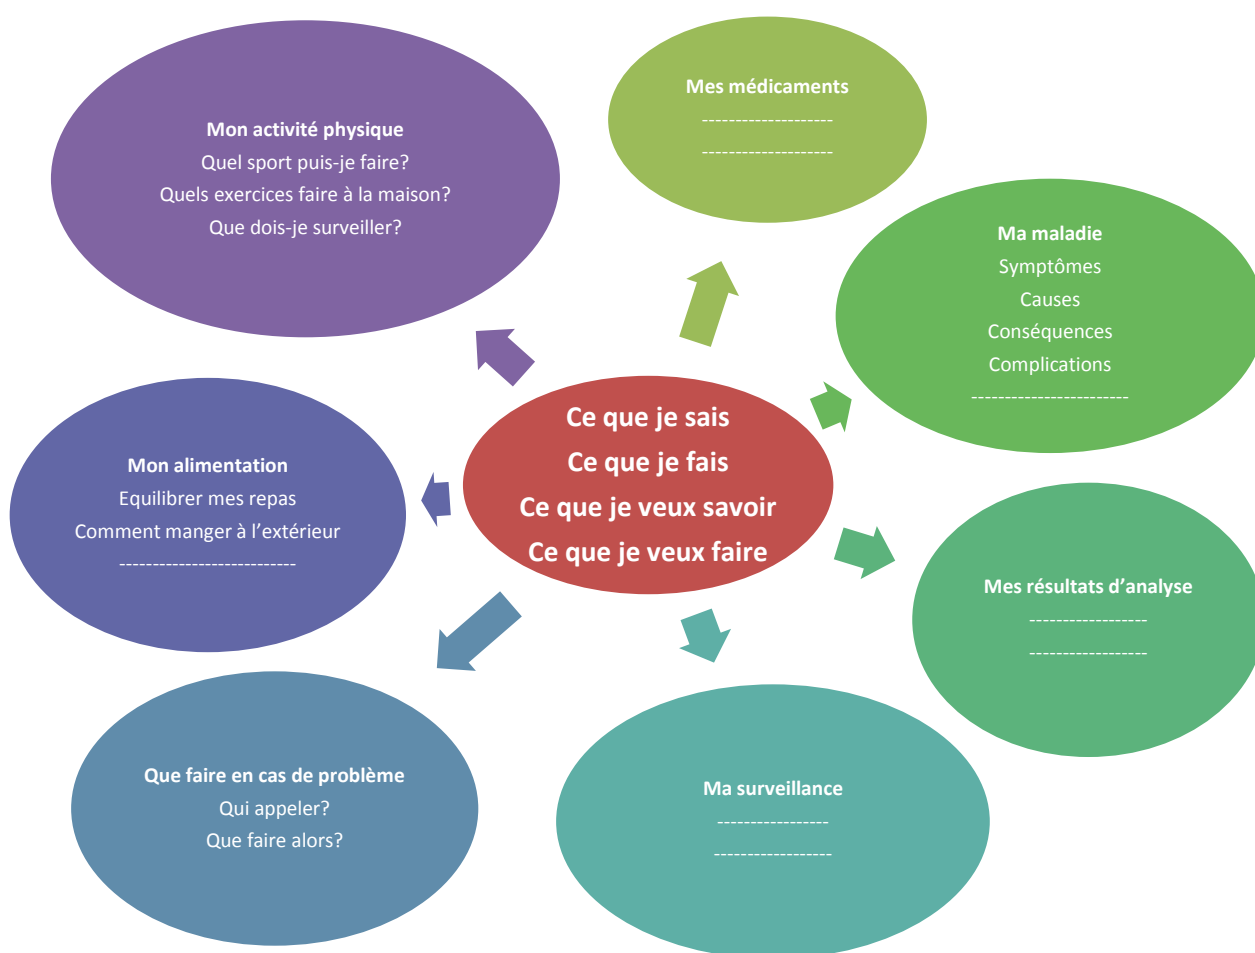 Mes médicaments
--------------------
--------------------
Mon activité physique
Quel sport puis-je faire?
Quels exercices faire à la maison?
Que dois-je surveiller?
Ma maladie
Symptômes
Causes
Conséquences
Complications
------------------------
Ce que je sais
Ce que je fais
Ce que je veux savoir
Ce que je veux faire
Mon alimentation
Equilibrer mes repas
Comment manger à l’extérieur
---------------------------
Mes résultats d’analyse
------------------
------------------
Que faire en cas de problème
Qui appeler?
Que faire alors?
Ma surveillance
-----------------
------------------